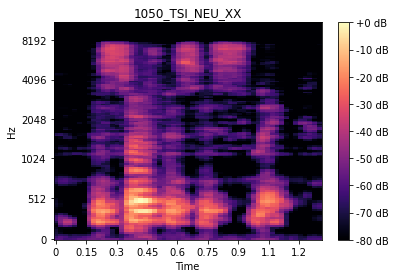 1050_TSI_NEU_XX
Hz
8192
4096
2048
1024
512
0
0 0.15 0.3 0.45 0.6 0.75 0.9 1.1 1.2
Time
+0 dB
-10 dB
-20 dB
-30 dB
-40 dB
-50 dB
-60 dB
-70 dB
-80 dB